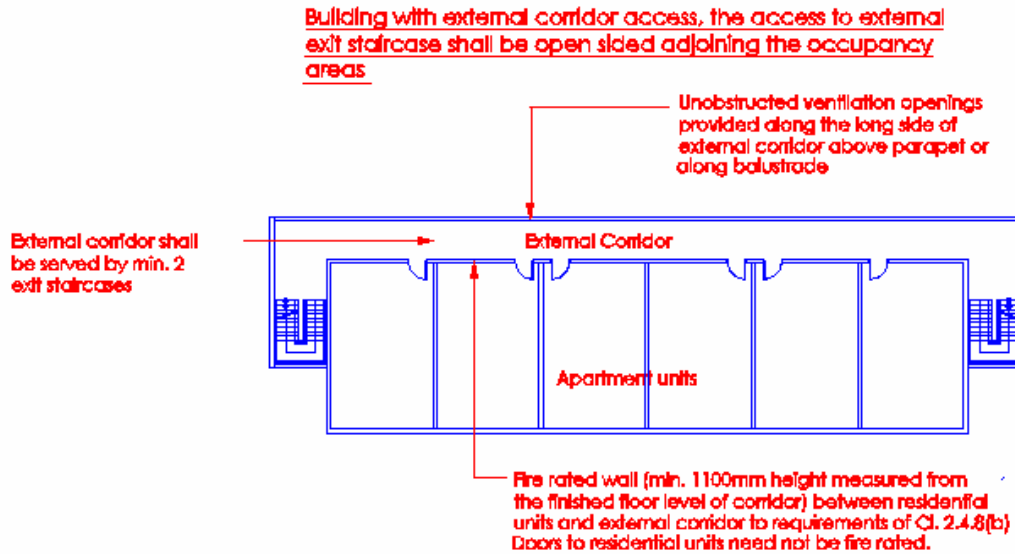 Building with external corridor access, the access to external
exit staircase shall be open sided adjoining the occupancy
areas
Unobstructed ventilation openings
provided along the long side of
external corridor above parapet or
along balustrade
External corridor shall
be served by min. 2
exit staircases
External Corridor
Apartment units
Fire rated wall (min. 1100mm height measured from
the finished floor level of corridor) between residential
units and external corridor to requirements of Cl. 2.4.8(b)
Doors to residential units need not be fire rated.